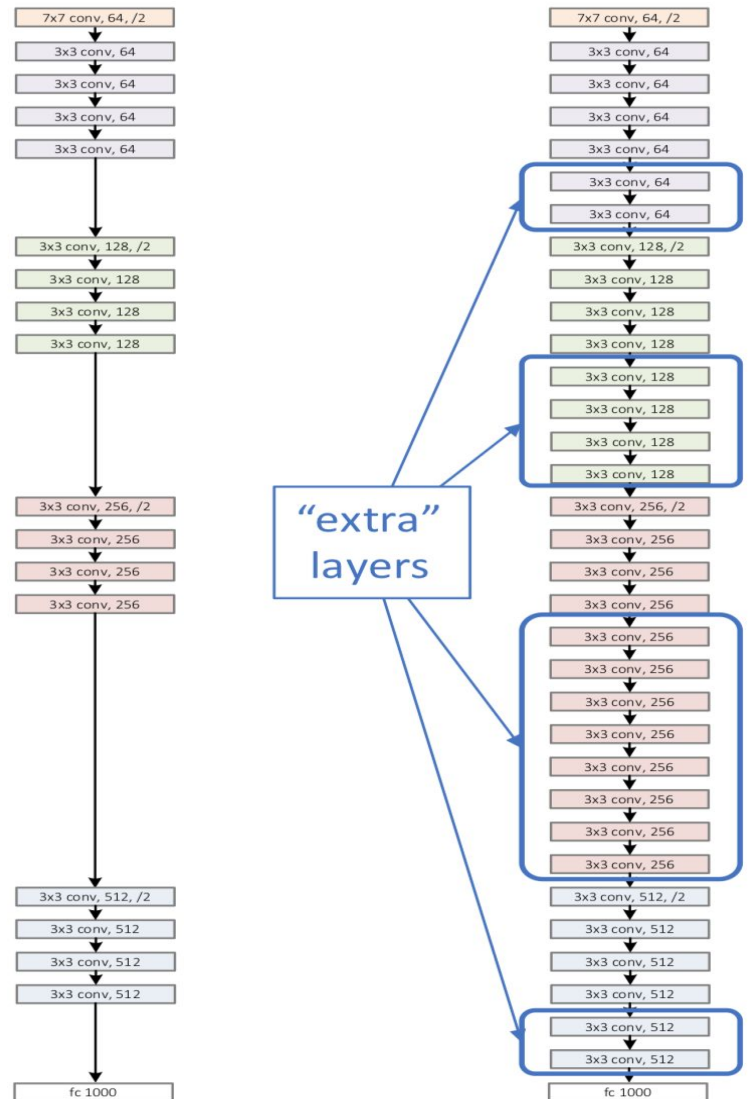 7x7 conv, 64, /2
3x3 conv, 64
3x3 conv, 64
3x3 conv, 64
3x3 conv, 64
3x3 conv, 128, /2
3x3 conv, 128
3x3 conv, 128
3x3 conv, 128
3x3 conv, 256, /2
3x3 conv, 256
3x3 conv, 256
3x3 conv, 256
3x3 conv, 512, /2
3x3 conv, 512
3x3 conv, 512
3x3 conv, 512
fc 1000
“extra”
layers
7x7 conv, 64, /2
3x3 conv, 64
3x3 conv, 64
3x3 conv, 64
3x3 conv, 64
3x3 conv, 64
3x3 conv, 64
3x3 conv, 128, /2
3x3 conv, 128
3x3 conv, 128
3x3 conv, 128
3x3 conv, 128
3x3 conv, 128
3x3 conv, 128
3x3 conv, 128
3x3 conv, 256, /2
3x3 conv, 256
3x3 conv, 256
3x3 conv, 256
3x3 conv, 256
3x3 conv, 256
3x3 conv, 256
3x3 conv, 256
3x3 conv, 256
3x3 conv, 256
3x3 conv, 256
3x3 conv, 256
3x3 conv, 512, /2
3x3 conv, 512
3x3 conv, 512
3x3 conv, 512
3x3 conv, 512
3x3 conv, 512
fc 1000